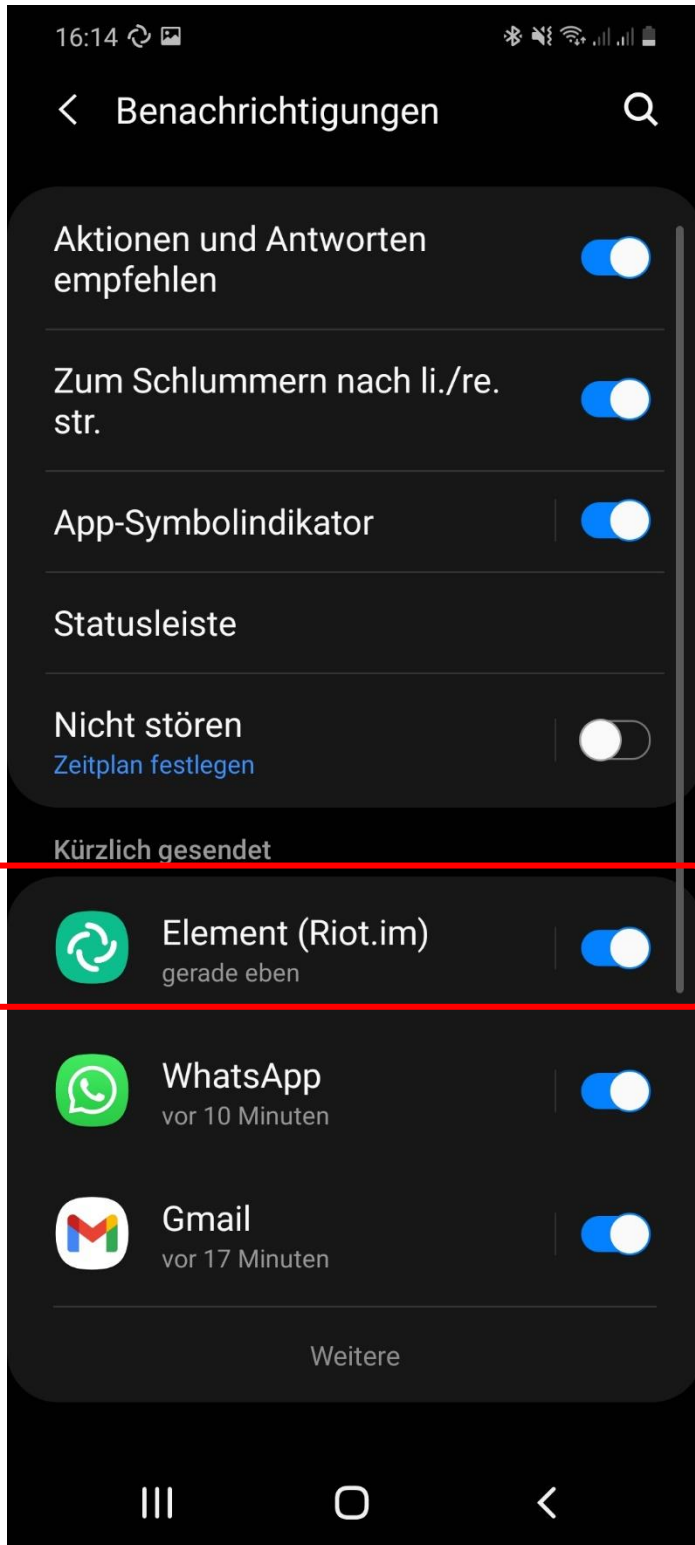 16:14
Benachrichtigungen
Aktionen und Antworten
empfehlen
Zum Schlummern nach li./re.
str.
App-Symbolindikator
Statusleiste
Nicht stören
Zeitplan festlegen
Kürzlich gesendet
Element (Riot.im)
gerade eben
WhatsApp
vor 10 Minuten
Gmail
vor 17 Minuten
Weitere